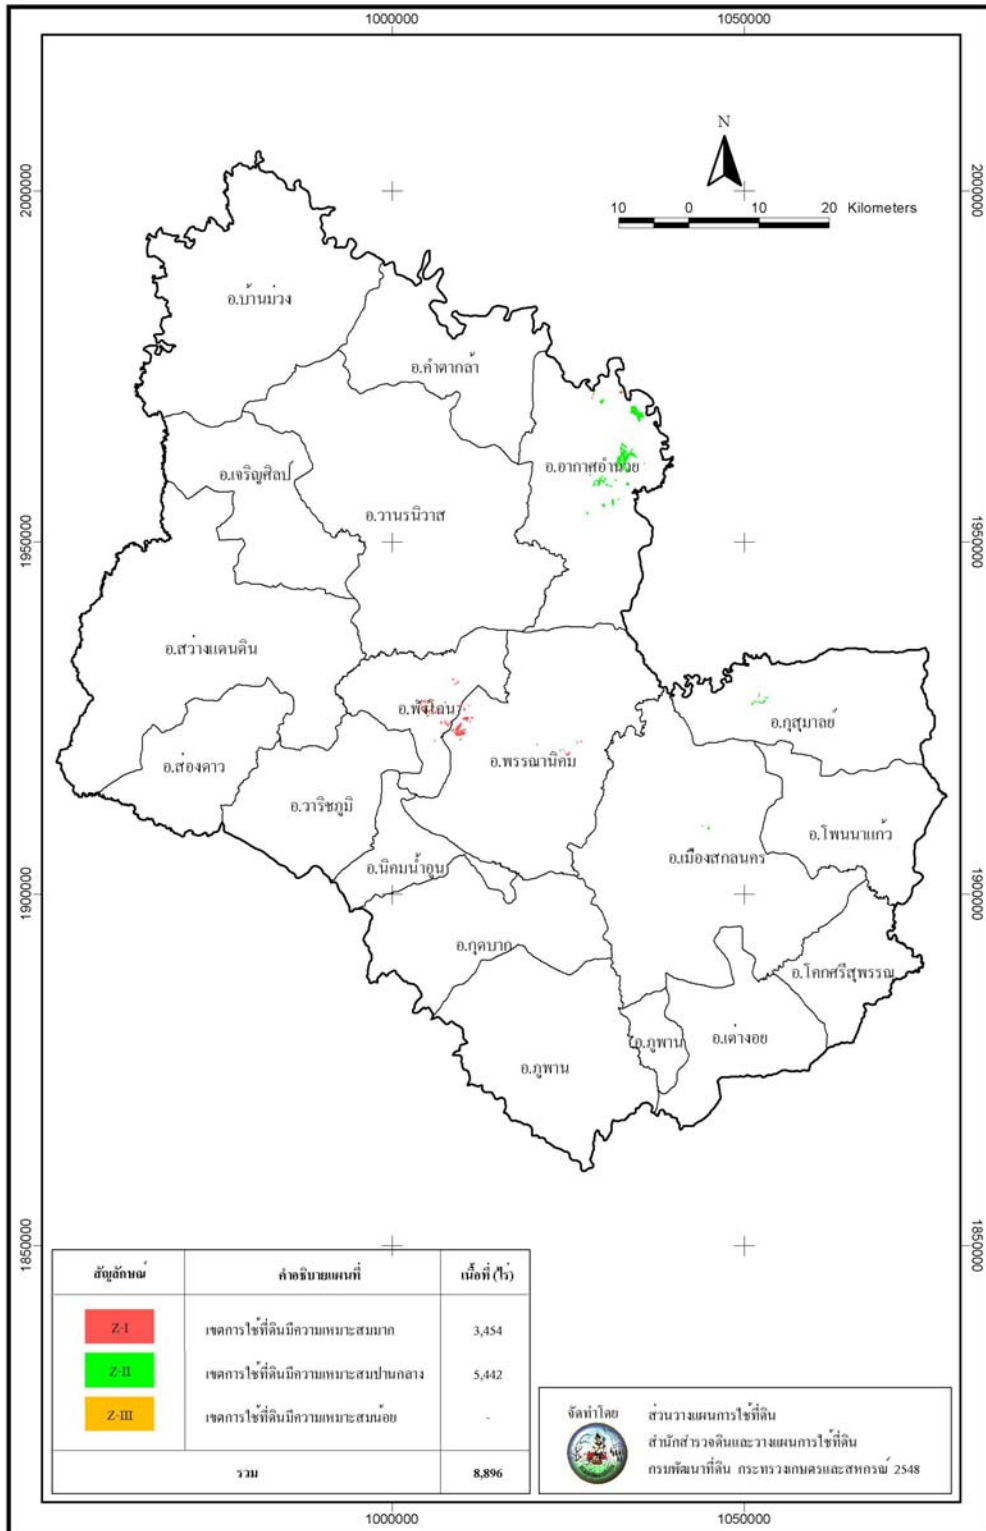 1000000 1050000
N
2000000 2000000
10 0 10 20 Kilometers
อ.บ้านม่วง
อ.คำตากล้า
อ.เจริญศิลป์
อ.อากาศอำนวย
อ.วานรนิวาส
1950000 1950000
อ.สว่างแดนดิน
อ.พังโคน
อ.กุสุมาลย์
อ.ส่องดาว
อ.พรรณานิคม
อ.วาริชภูมิ
อ.โพนนาแก้ว
อ.นิคมน้ำอูน
อ.เมืองสกลนคร
1900000 1900000
อ.กุดบาก
อ.โคกศรีสุพรรณ
อ.ภูพาน
อ.เต่างอย
อ.ภูพาน
1850000 1850000
สัญลักษณ์ คำอธิบายแผนที่ เนื้อที่ (ไร่)
Z-I เขตการใช้ที่ดินมีความเหมาะสมมาก 3,454
Z-II เขตการใช้ที่ดินมีความเหมาะสมปานกลาง 5,442
Z-III เขตการใช้ที่ดินมีความเหมาะสมน้อย -
รวม 8,896
จัดทำโดย ส่วนวางแผนการใช้ที่ดิน
สำนักสำรวจดินและวางแผนการใช้ที่ดิน
กรมพัฒนาที่ดิน กระทรวงเกษตรและสหกรณ์ 2548
1000000 1050000